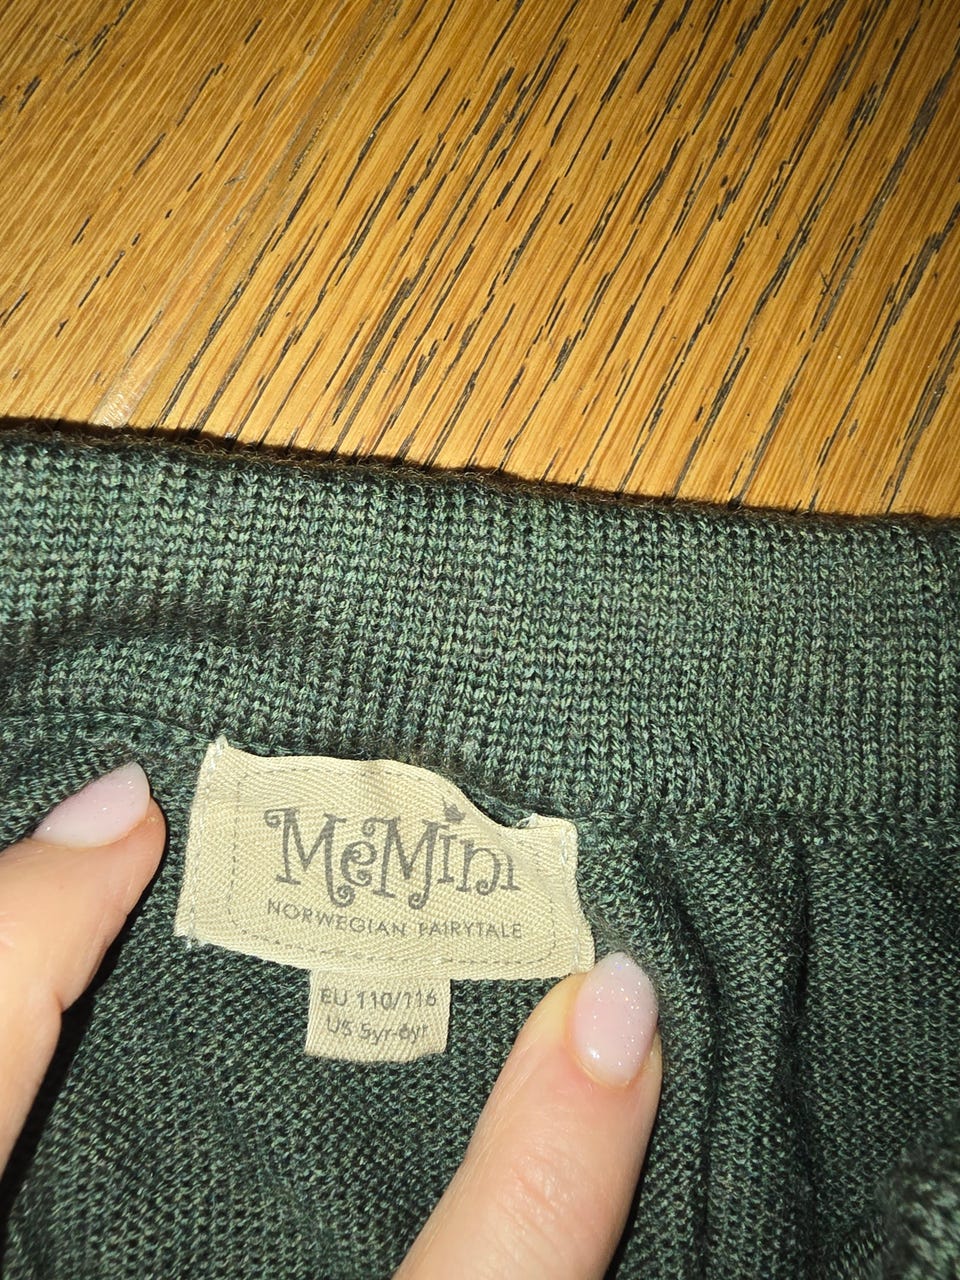 MeMini
NORWEGIAN FAIRYTALE
EU 110/116
US 5yr-6yr